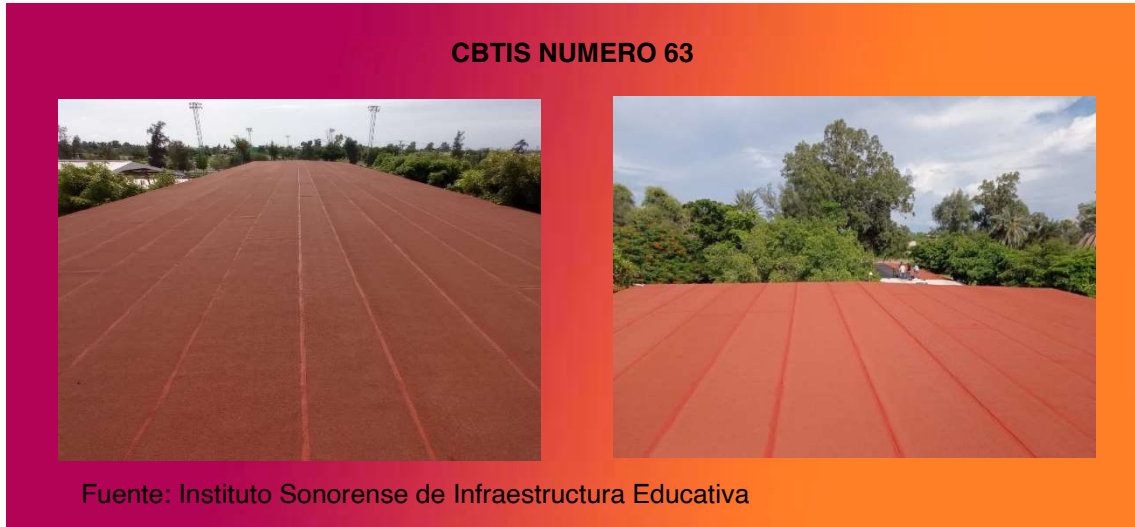 CBTIS NUMERO 63
Fuente: Instituto Sonorense de Infraestructura Educativa